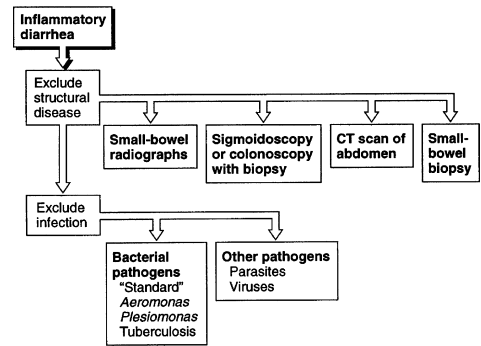 Inflammatory
diarrhea
Exclude
structural
disease
Small-bowel
radiographs
Sigmoidoscopy
or colonoscopy
with biopsy
CT scan of
abdomen
Small-
bowel
biopsy
Exclude
infection
Bacterial
pathogens
“Standard”
Aeromonas
Plesiomonas
Tuberculosis
Other pathogens
Parasites
Viruses